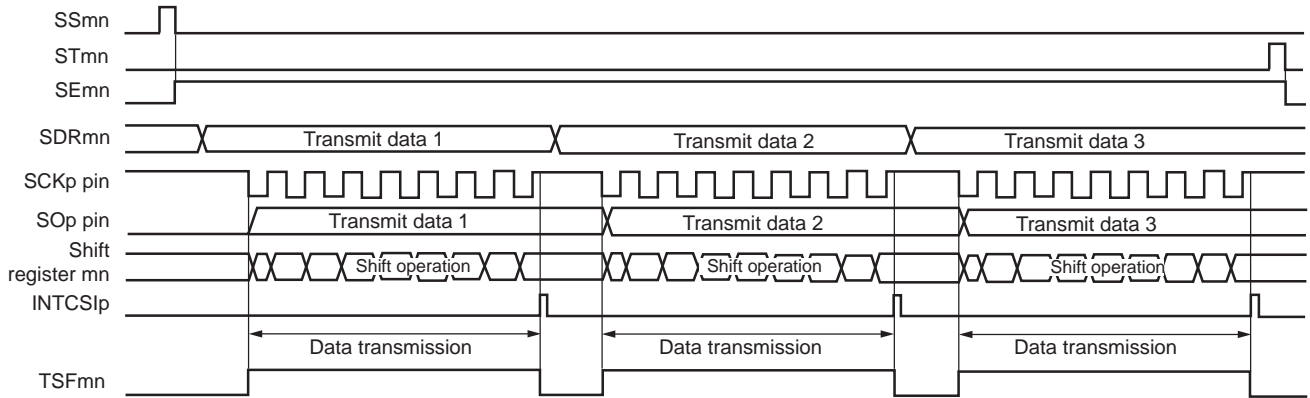 SSmn
STmn
SEmn
SDRmn Transmit data 1 Transmit data 2 Transmit data 3
SCKp pin
SOp pin Transmit data 1 Transmit data 2 Transmit data 3
Shift
register mn Shift operation Shift operation Shift operation
INTCSIp
Data transmission Data transmission Data transmission
TSFmn